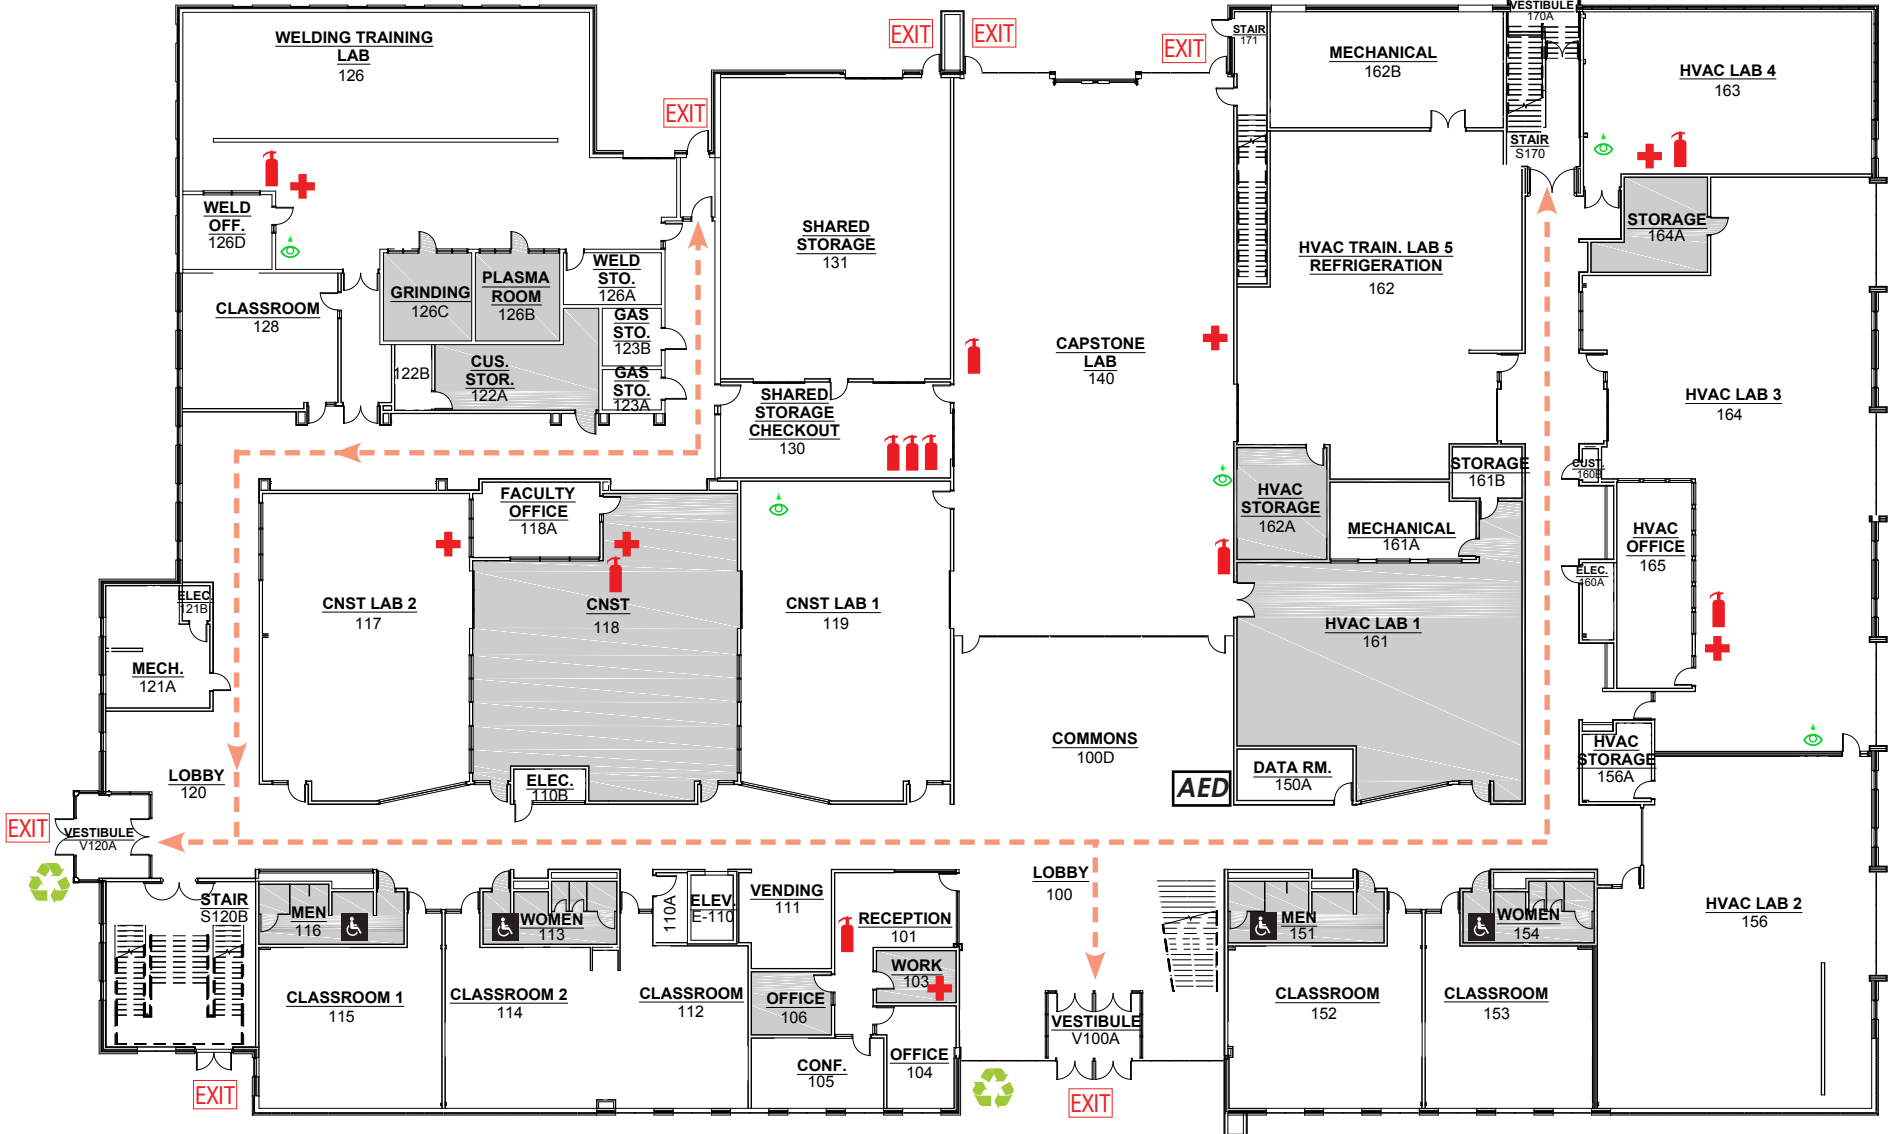 WELDING TRAINING
LAB
126
EXIT
EXIT
EXIT
EXIT
STAIR
171
MECHANICAL
162B
VESTIBULE
170A
STAIR
S170
HVAC LAB 4
163
WELD
OFF.
126D
CLASSROOM
128
GRINDING
126C
PLASMA
ROOM
126B
WELD
STO.
126A
GAS
STO.
123B
GAS
STO.
123A
122B
CUS.
STOR.
122A
SHARED
STORAGE
131
SHARED
STORAGE
CHECKOUT
130
CAPSTONE
LAB
140
HVAC TRAIN. LAB 5
REFRIGERATION
162
STORAGE
164A
HVAC LAB 3
164
HVAC
STORAGE
162A
STORAGE
161B
MECHANICAL
161A
CUST.
160B
HVAC
OFFICE
165
ELEC.
160A
FACULTY
OFFICE
118A
CNST LAB 2
117
CNST
118
CNST LAB 1
119
HVAC LAB 1
161
ELEC.
121B
MECH.
121A
LOBBY
120
ELEC.
110B
COMMONS
100D
AED
DATA RM.
150A
HVAC
STORAGE
156A
EXIT
VESTIBULE
V120A
STAIR
S120B
MEN
116
WOMEN
113
110A
ELEV.
E-110
VENDING
111
RECEPTION
101
LOBBY
100
MEN
151
WOMEN
154
HVAC LAB 2
156
CLASSROOM 1
115
CLASSROOM 2
114
CLASSROOM
112
OFFICE
106
WORK
103
CONF.
105
OFFICE
104
VESTIBULE
V100A
CLASSROOM
152
CLASSROOM
153
EXIT
EXIT